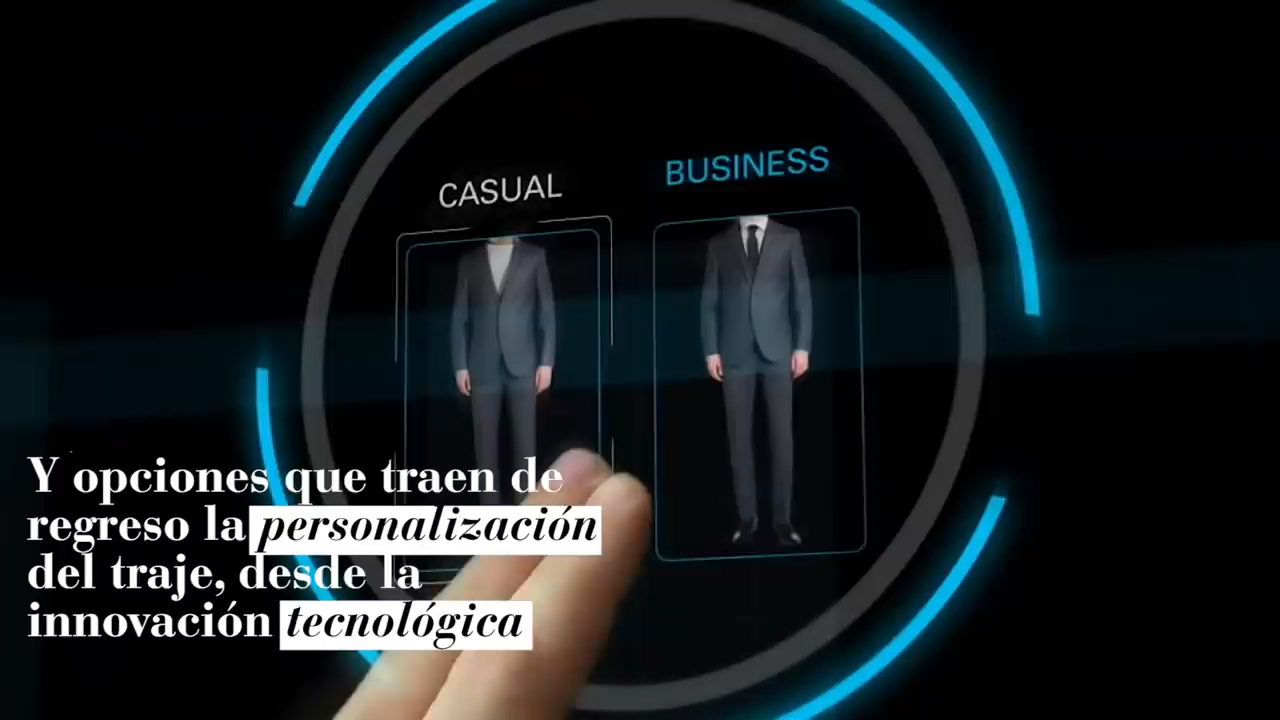 CASUAL
BUSINESS
Y opciones que traen de
regreso la personalización
del traje, desde la
innovación tecnológica